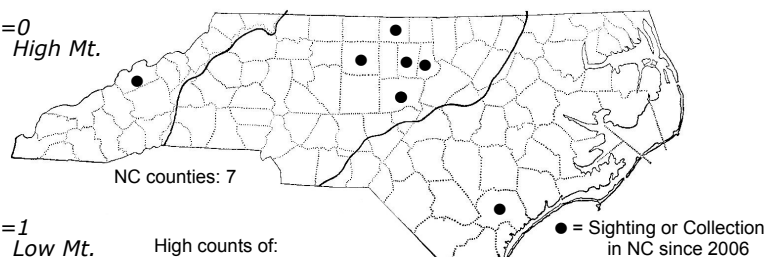 =0
High Mt.
NC counties: 7
=1
Low Mt.
High counts of:
● = Sighting or Collection
in NC since 2006